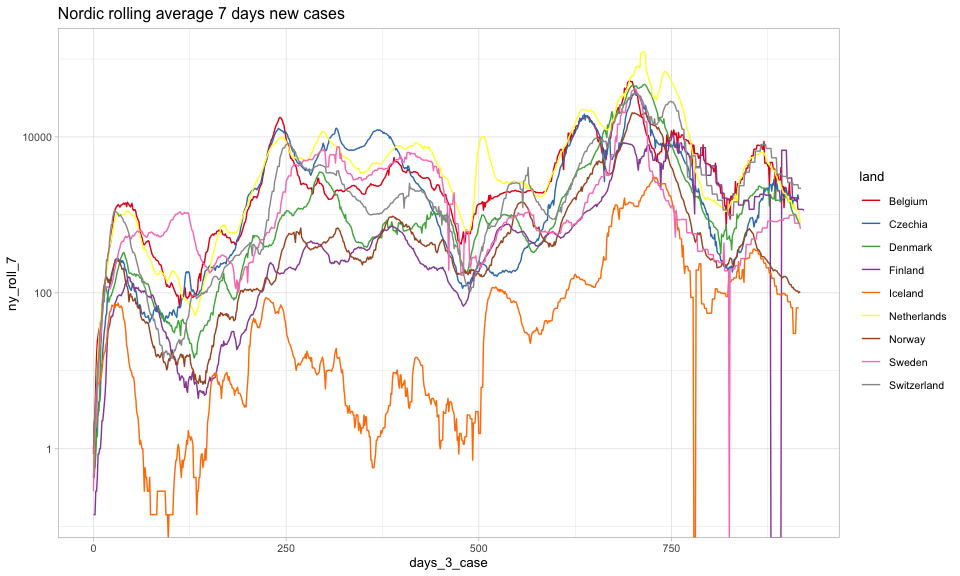 Nordic rolling average 7 days new cases
ny_roll_7
10000
100
1
0
250
500
750
days_3_case
land
Belgium
Czechia
Denmark
Finland
Iceland
Netherlands
Norway
Sweden
Switzerland